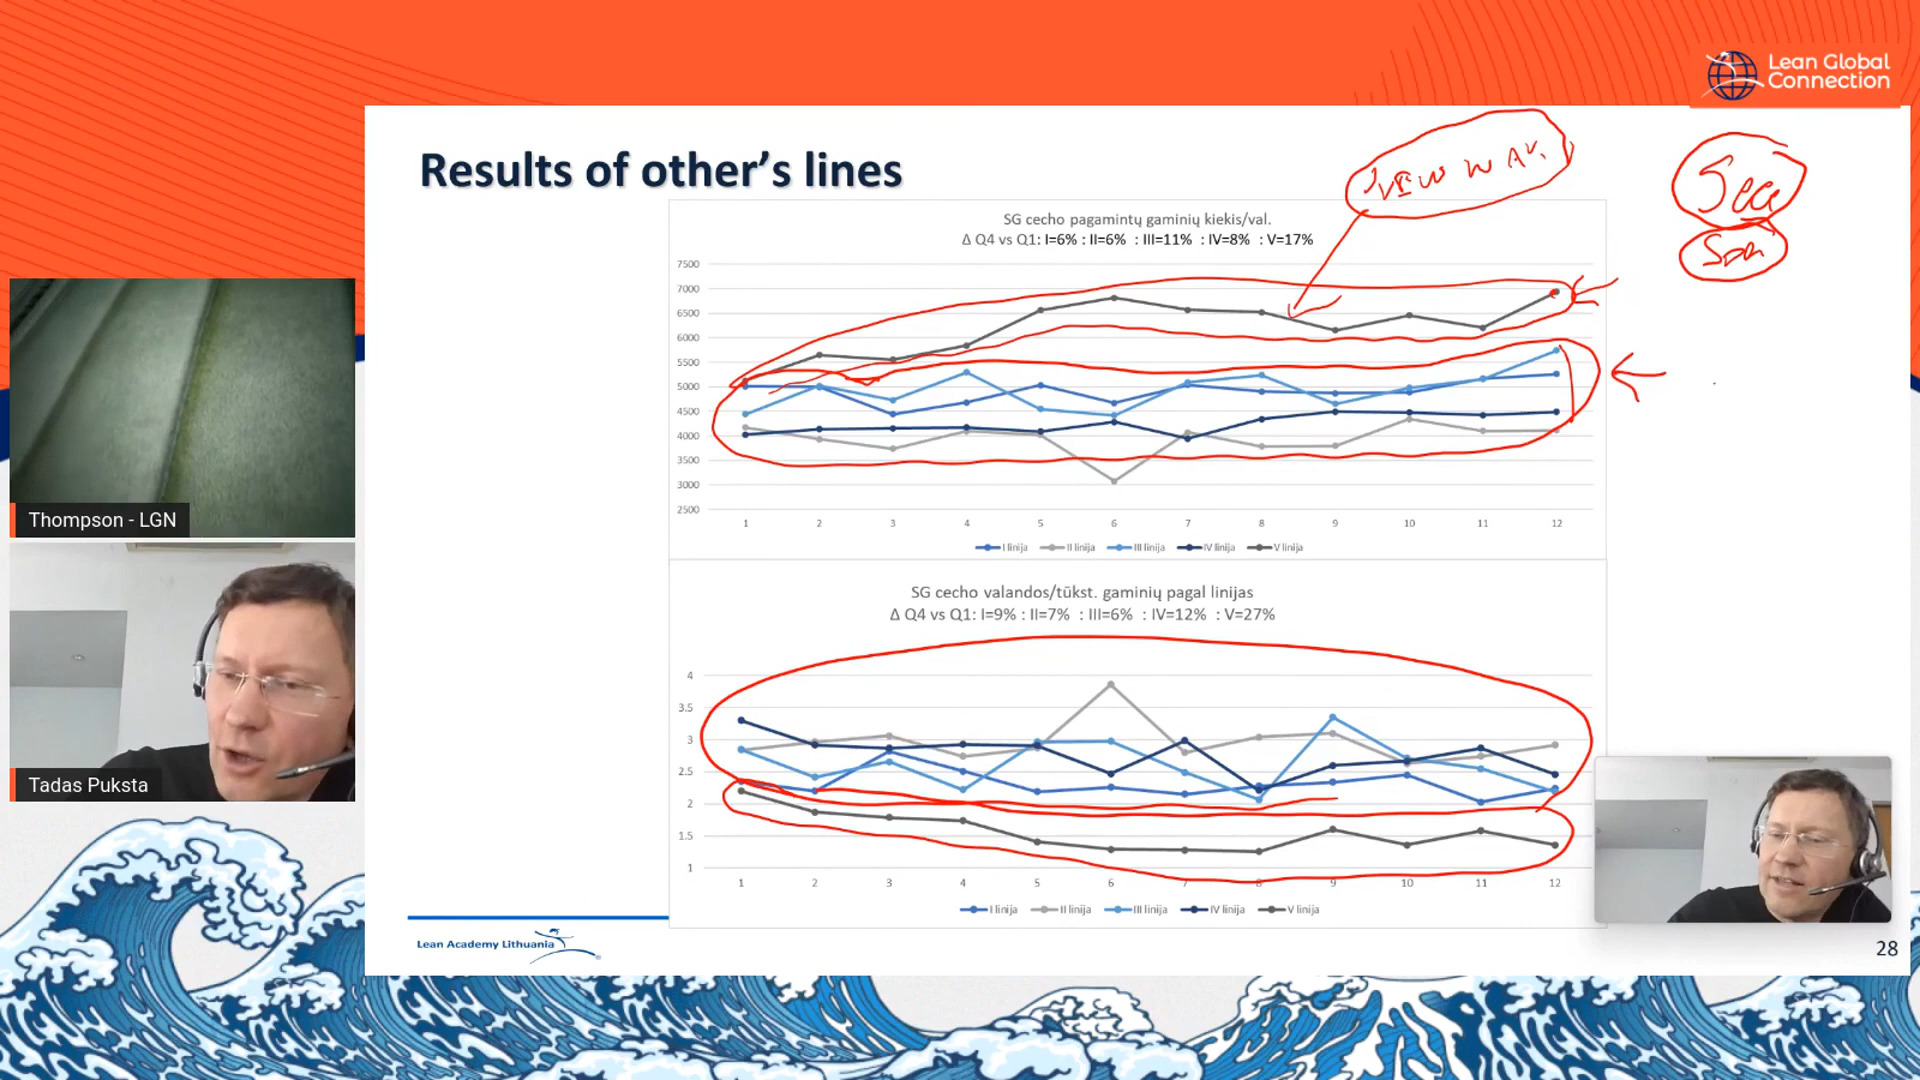 Lean Global
Connection
Results of other's lines
SG cecho pagamintų gaminių kiekis/val.
Δ Q4 vs Q1: I=6% : II=6% : III=11% : IV=8% : V=17%
7500
7000
6500
6000
5500
5000
4500
4000
3500
3000
2500
1 2 3 4 5 6 7 8 9 10 11 12
I linija II linija III linija IV linija V linija
SG cecho valandos/tūkst. gaminių pagal linijas
Δ Q4 vs Q1: I=9% : II=7% : III=6% : IV=12% : V=27%
4
3.5
3
2.5
2
1.5
1
1 2 3 4 5 6 7 8 9 10 11 12
I linija II linija III linija IV linija V linija
Thompson - LGN
Tadas Puksta
Lean Academy Lithuania
28